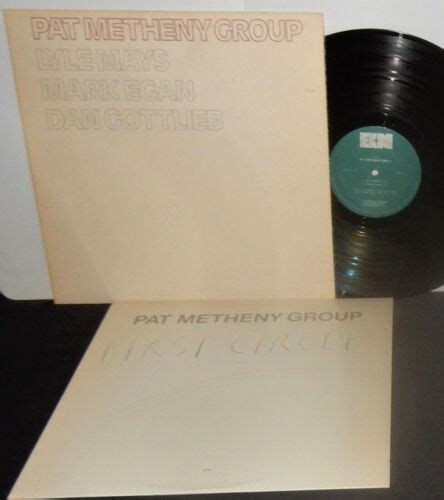 PAT METHENY GROUP
LYLE MAYS
MARK EGAN
DAN GOTTLIEB
ECM
PAT METHENY GROUP
FIRST CIRCLE